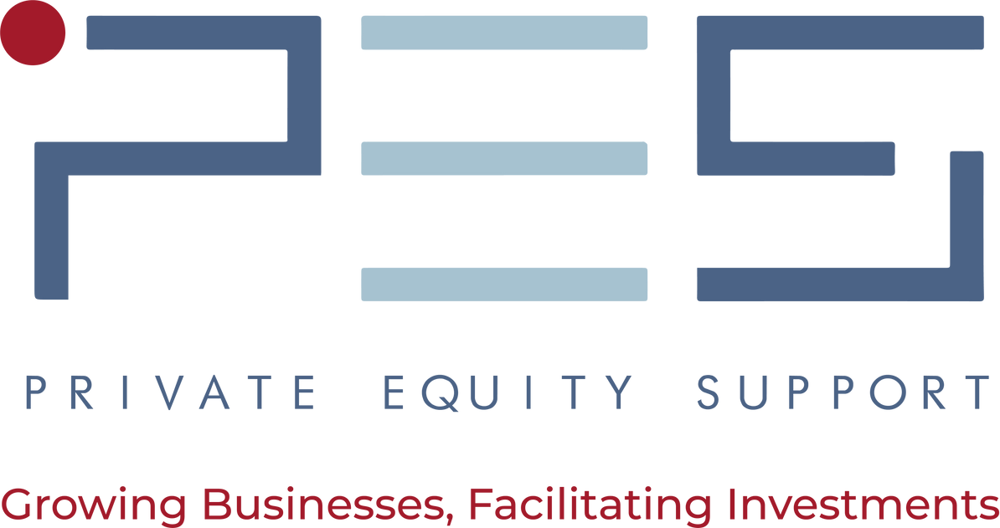 PES
PRIVATE EQUITY SUPPORT
Growing Businesses, Facilitating Investments